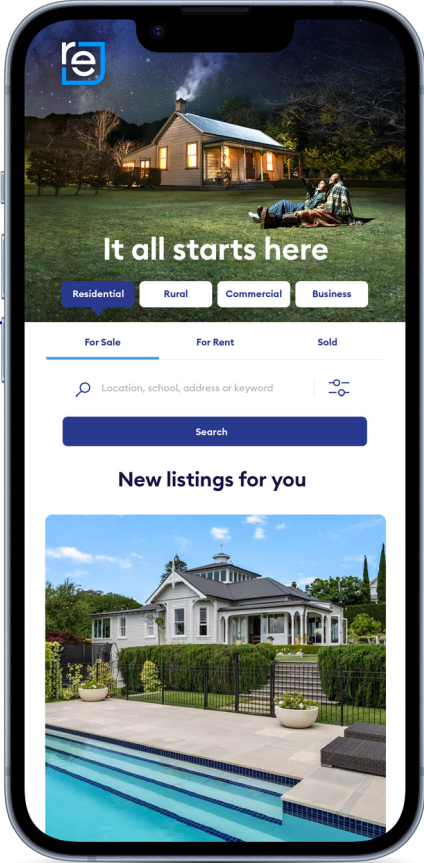 re
It all starts here
Residential
Rural
Commercial
Business
For Sale
For Rent
Sold
Location, school, address or keyword
Search
New listings for you